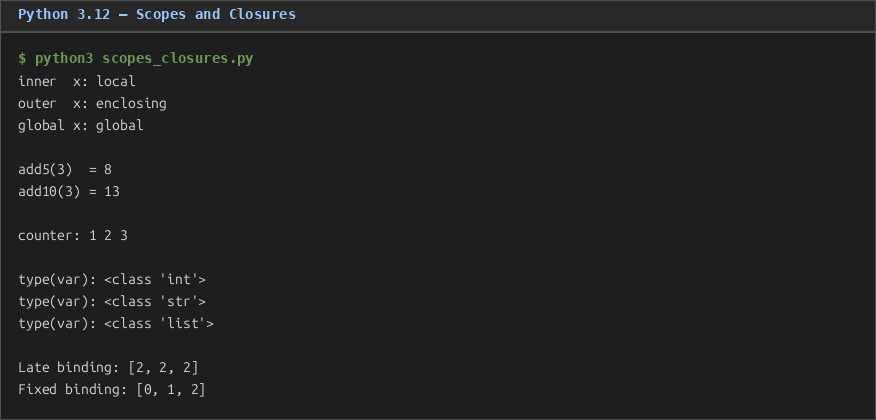 Python 3.12 — Scopes and Closures
$ python3 scopes_closures.py
inner  x: local
outer  x: enclosing
global x: global
add5(3)  = 8
add10(3) = 13
counter: 1 2 3
type(var): <class 'int'>
type(var): <class 'str'>
type(var): <class 'list'>
Late binding: [2, 2, 2]
Fixed binding: [0, 1, 2]